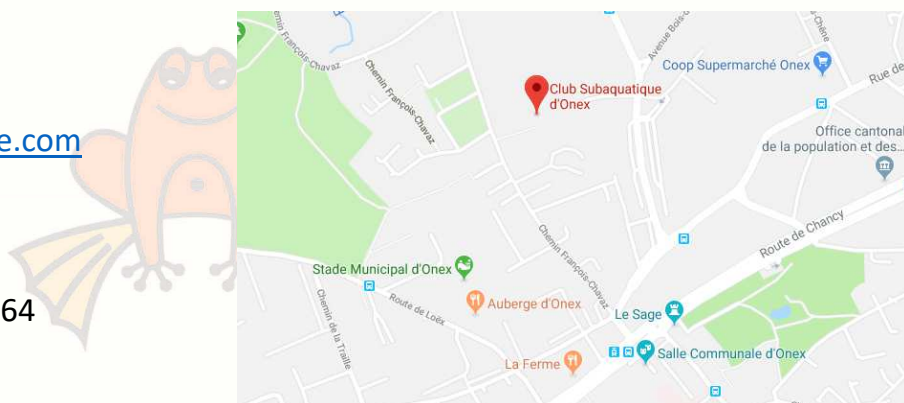 e.com
64
Chemin François-Chavaz
Chemin François-Chavaz
Avenue Bois-
-Chêne
Coop Supermarché Onex
Rue de
Club Subaquatique
d'Onex
Office cantonal
de la population et des...
Route de Chancy
Chemin François-Chavaz
Stade Municipal d'Onex
Route de Loëx
Chemin de la Traille
Auberge d'Onex
Le Sage
La Ferme
Salle Communale d'Onex